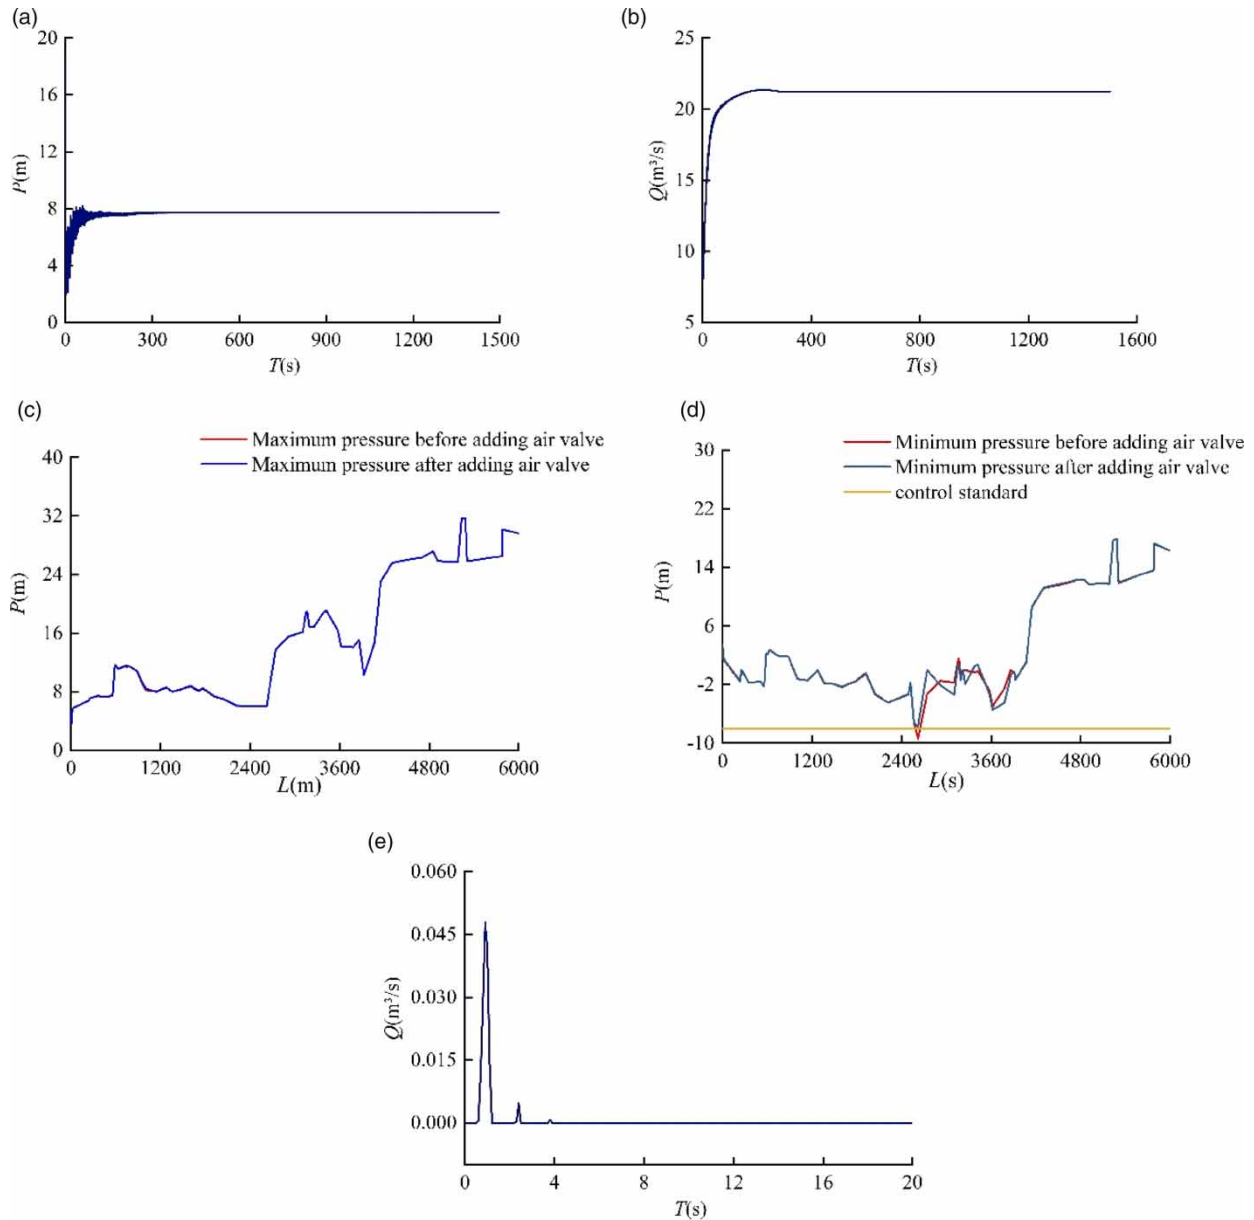 (a)
20
16
12
8
4
0
P(m)
0 300 600 900 1200 1500
T(s)
(b)
25
20
15
10
5
Q(m³/s)
0 400 800 1200 1600
T(s)
(c)
Maximum pressure before adding air valve
Maximum pressure after adding air valve
40
32
24
16
8
0
P(m)
0 1200 2400 3600 4800 6000
L(m)
(d)
Minimum pressure before adding air valve
Minimum pressure after adding air valve
control standard
30
22
14
6
-2
-10
P(m)
0 1200 2400 3600 4800 6000
L(s)
(e)
0.060
0.045
0.030
0.015
0.000
Q(m³/s)
0 4 8 12 16 20
T(s)